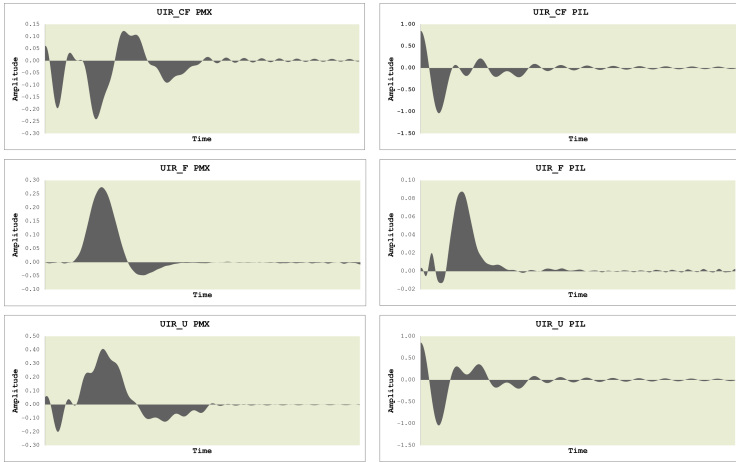 UIR_CF PMX
0.15
0.10
0.05
0.00
-0.05
-0.10
-0.15
-0.20
-0.25
-0.30
Amplitude
Time
UIR_CF PIL
1.00
0.50
0.00
-0.50
-1.00
-1.50
Amplitude
Time
UIR_F PMX
0.30
0.25
0.20
0.15
0.10
0.05
0.00
-0.05
-0.10
Amplitude
Time
UIR_F PIL
0.10
0.08
0.06
0.04
0.02
0.00
-0.02
Amplitude
Time
UIR_U PMX
0.50
0.40
0.30
0.20
0.10
0.00
-0.10
-0.20
-0.30
Amplitude
Time
UIR_U PIL
1.00
0.50
0.00
-0.50
-1.00
-1.50
Amplitude
Time